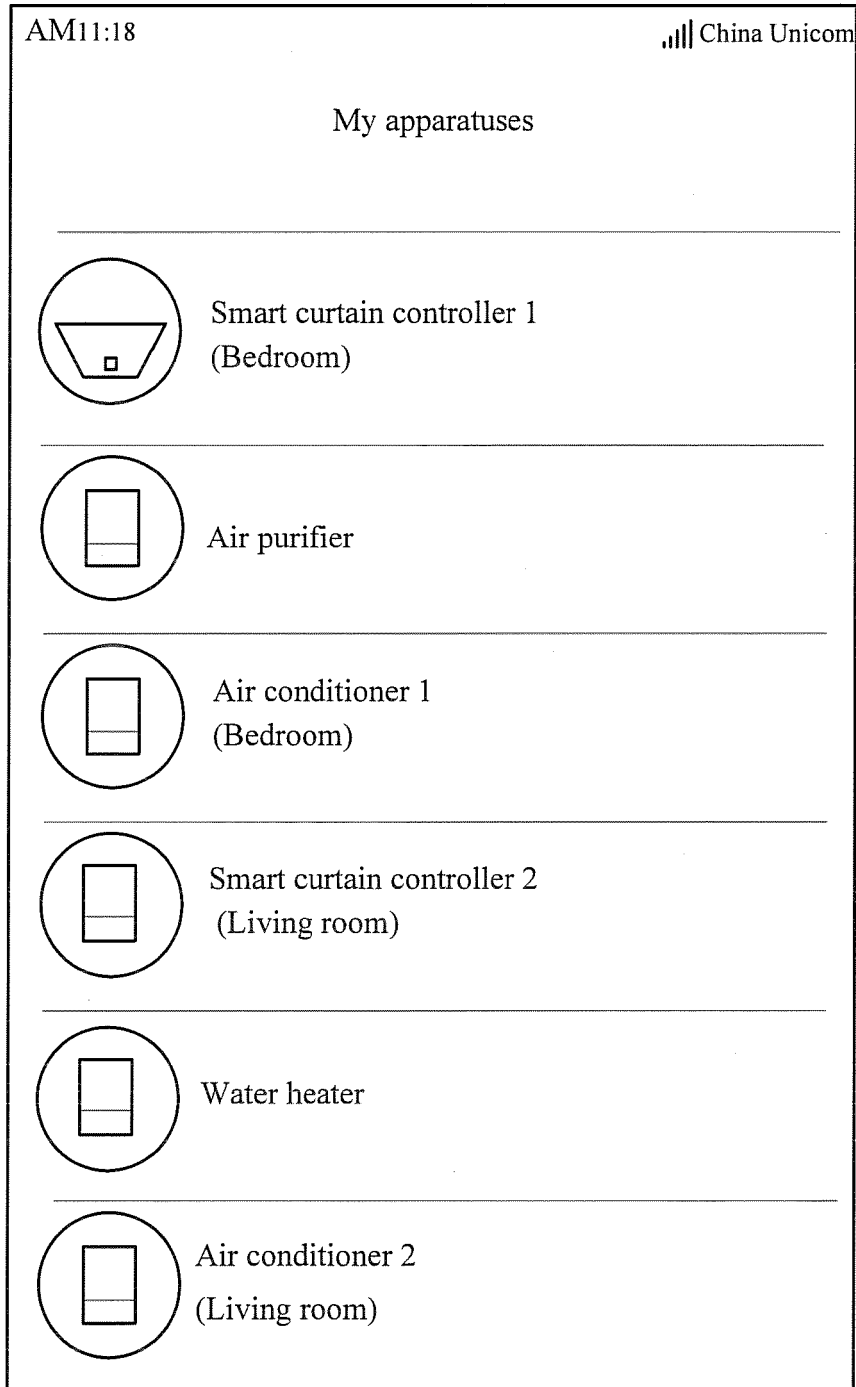 AM11:18 China Unicom
My apparatuses
Smart curtain controller 1
(Bedroom)
Air purifier
Air conditioner 1
(Bedroom)
Smart curtain controller 2
(Living room)
Water heater
Air conditioner 2
(Living room)